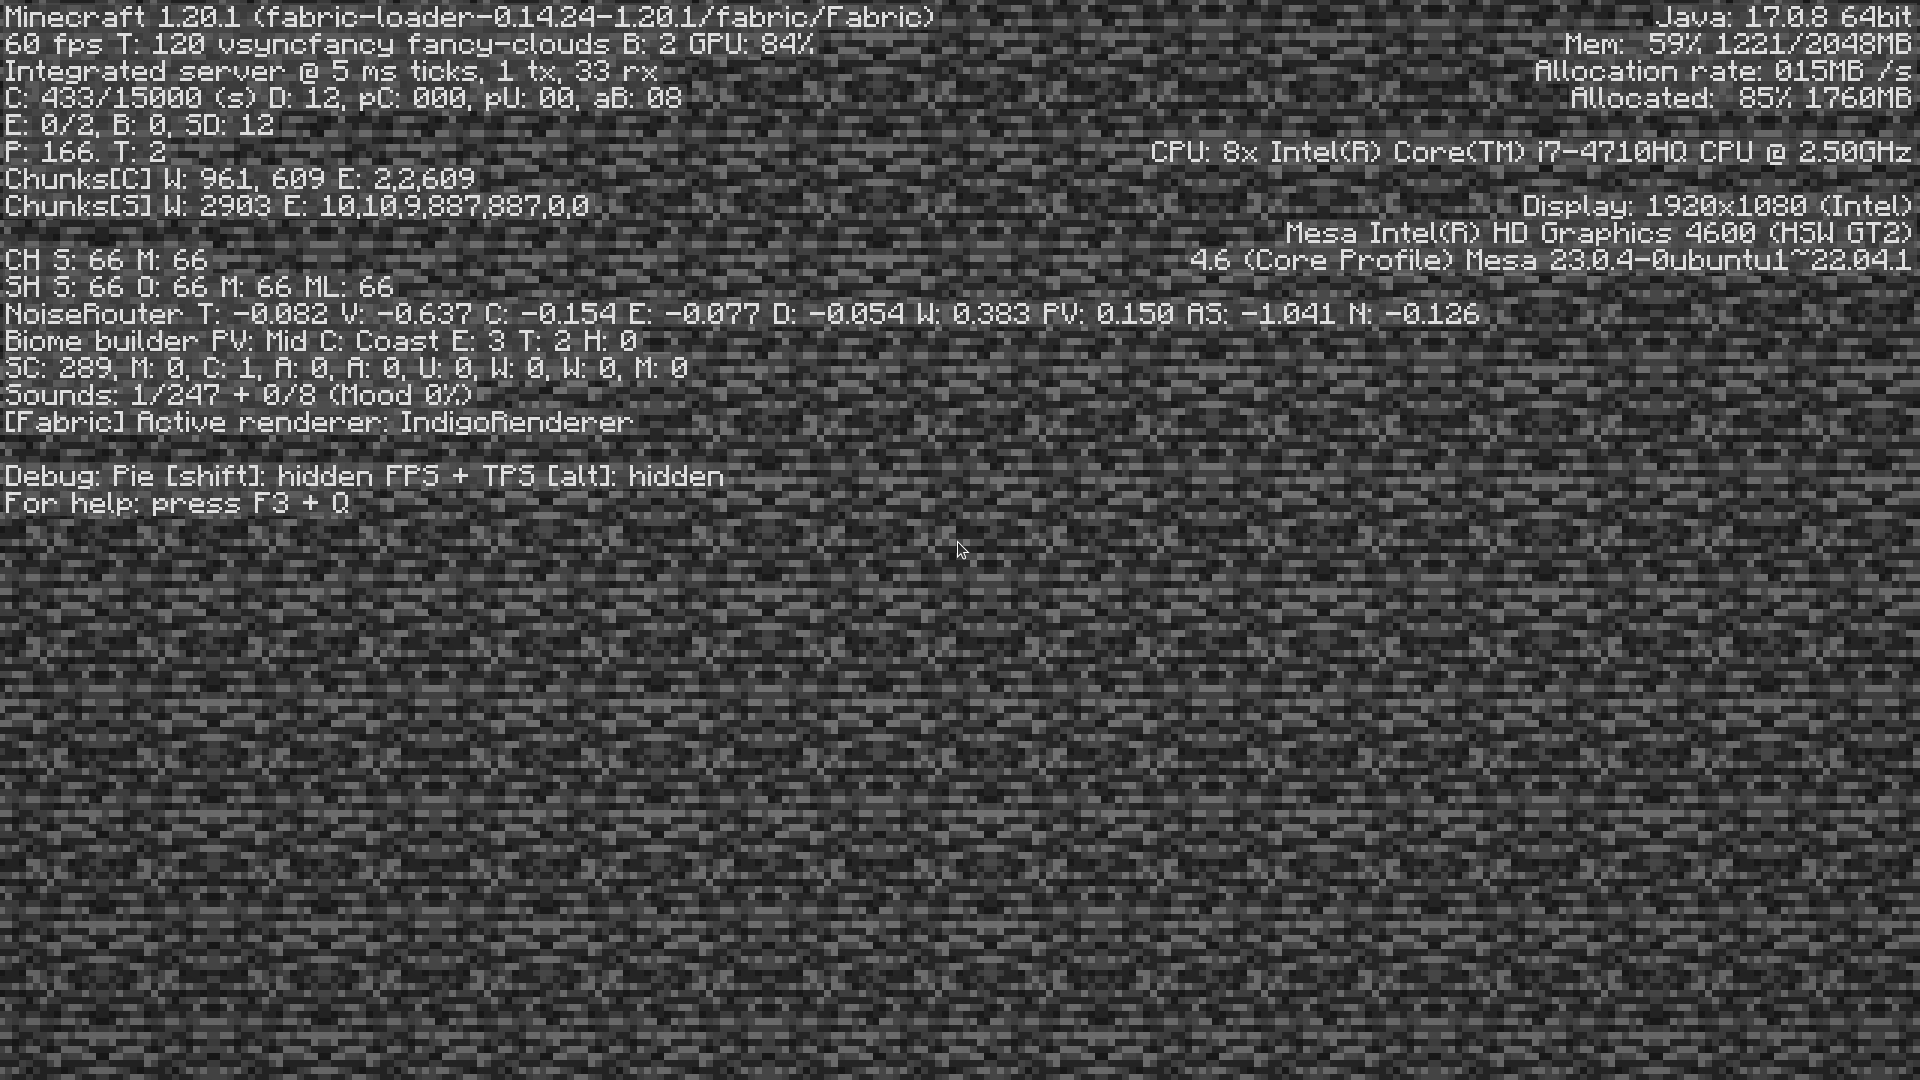 Minecraft 1.20.1 (fabric-loader-0.14.24-1.20.1/fabric/Fabric)
60 fps T: 120 vsyncfancy fancy-clouds B: 2 GPU: 84%
Integrated server @ 5 ms ticks, 1 tx, 33 rx
C: 433/15000 (s) D: 12, pC: 000, pU: 00, aB: 08
E: 0/2, B: 0, SD: 12
P: 166. T: 2
Chunks[C] W: 961, 609 E: 2,2,609
Chunks[S] W: 2903 E: 10,10,9,887,887,0,0
CH S: 66 M: 66
SH S: 66 O: 66 M: 66 ML: 66
NoiseRouter T: -0.082 V: -0.637 C: -0.154 E: -0.077 D: -0.054 W: 0.383 PV: 0.150 AS: -1.041 N: -0.126
Biome builder PV: Mid C: Coast E: 3 T: 2 H: 0
SC: 289, M: 0, C: 1, A: 0, A: 0, U: 0, W: 0, W: 0, M: 0
Sounds: 1/247 + 0/8 (Mood 0%)
[Fabric] Active renderer: IndigoRenderer
Debug: Pie [shift]: hidden FPS + TPS [alt]: hidden
For help: press F3 + Q
Java: 17.0.8 64bit
Mem: 59% 1221/2048MB
Allocation rate: 015MB /s
Allocated: 85% 1760MB
CPU: 8x Intel(R) Core(TM) i7-4710HQ CPU @ 2.50GHz
Display: 1920x1080 (Intel)
Mesa Intel(R) HD Graphics 4600 (HSW GT2)
4.6 (Core Profile) Mesa 23.0.4-0ubuntu1~22.04.1